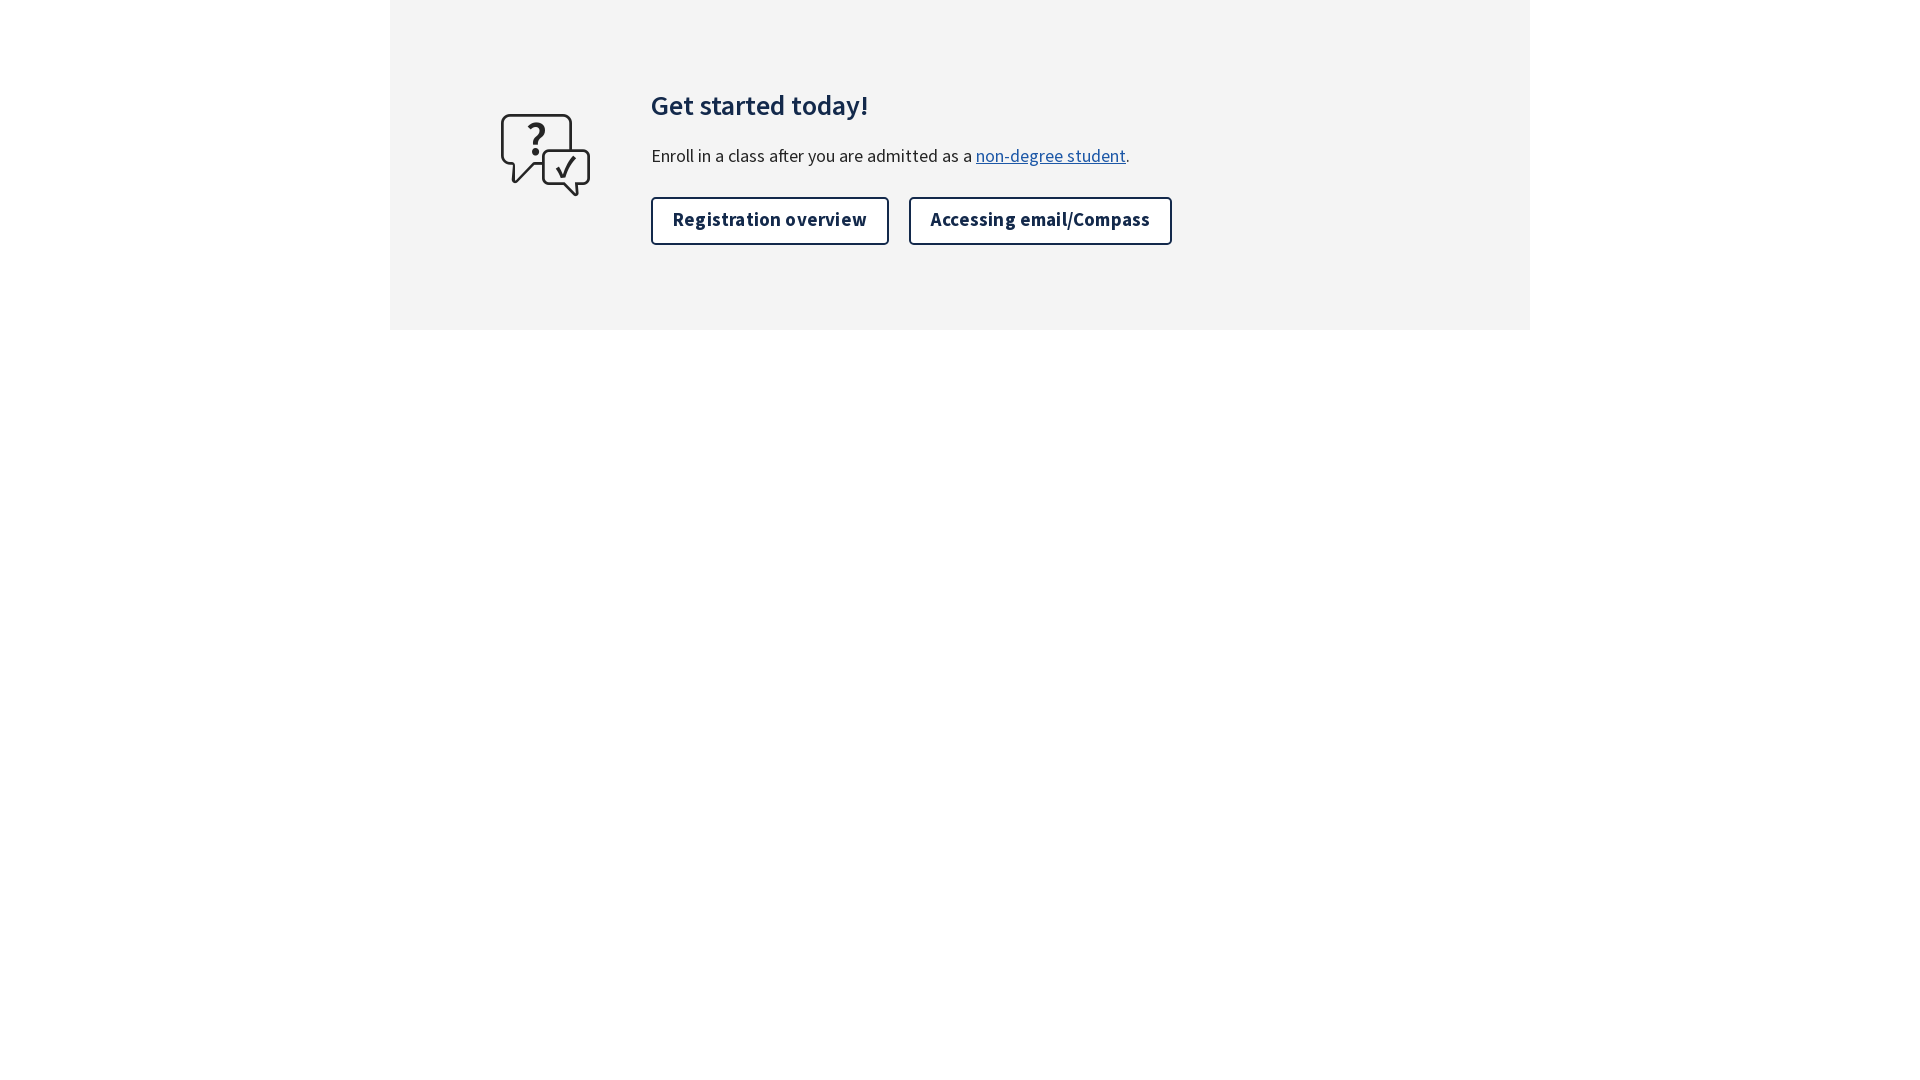 Get started today!
Enroll in a class after you are admitted as a non-degree student.
Registration overview
Accessing email/Compass